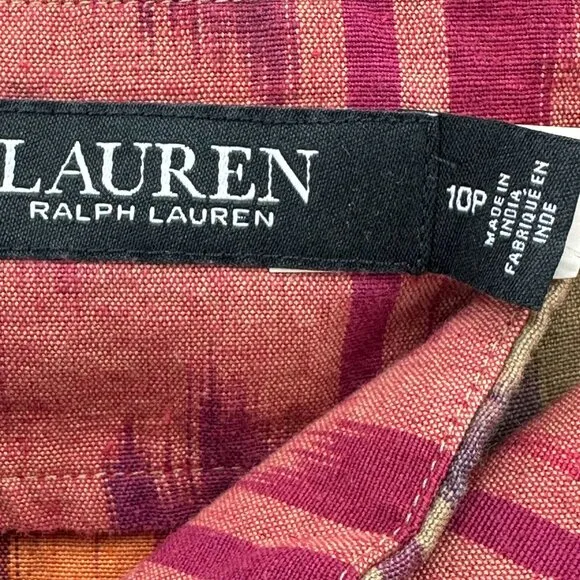 LAUREN
RALPH LAUREN
10P
MADE IN
INDIA
FABRIQUÉ EN
INDE